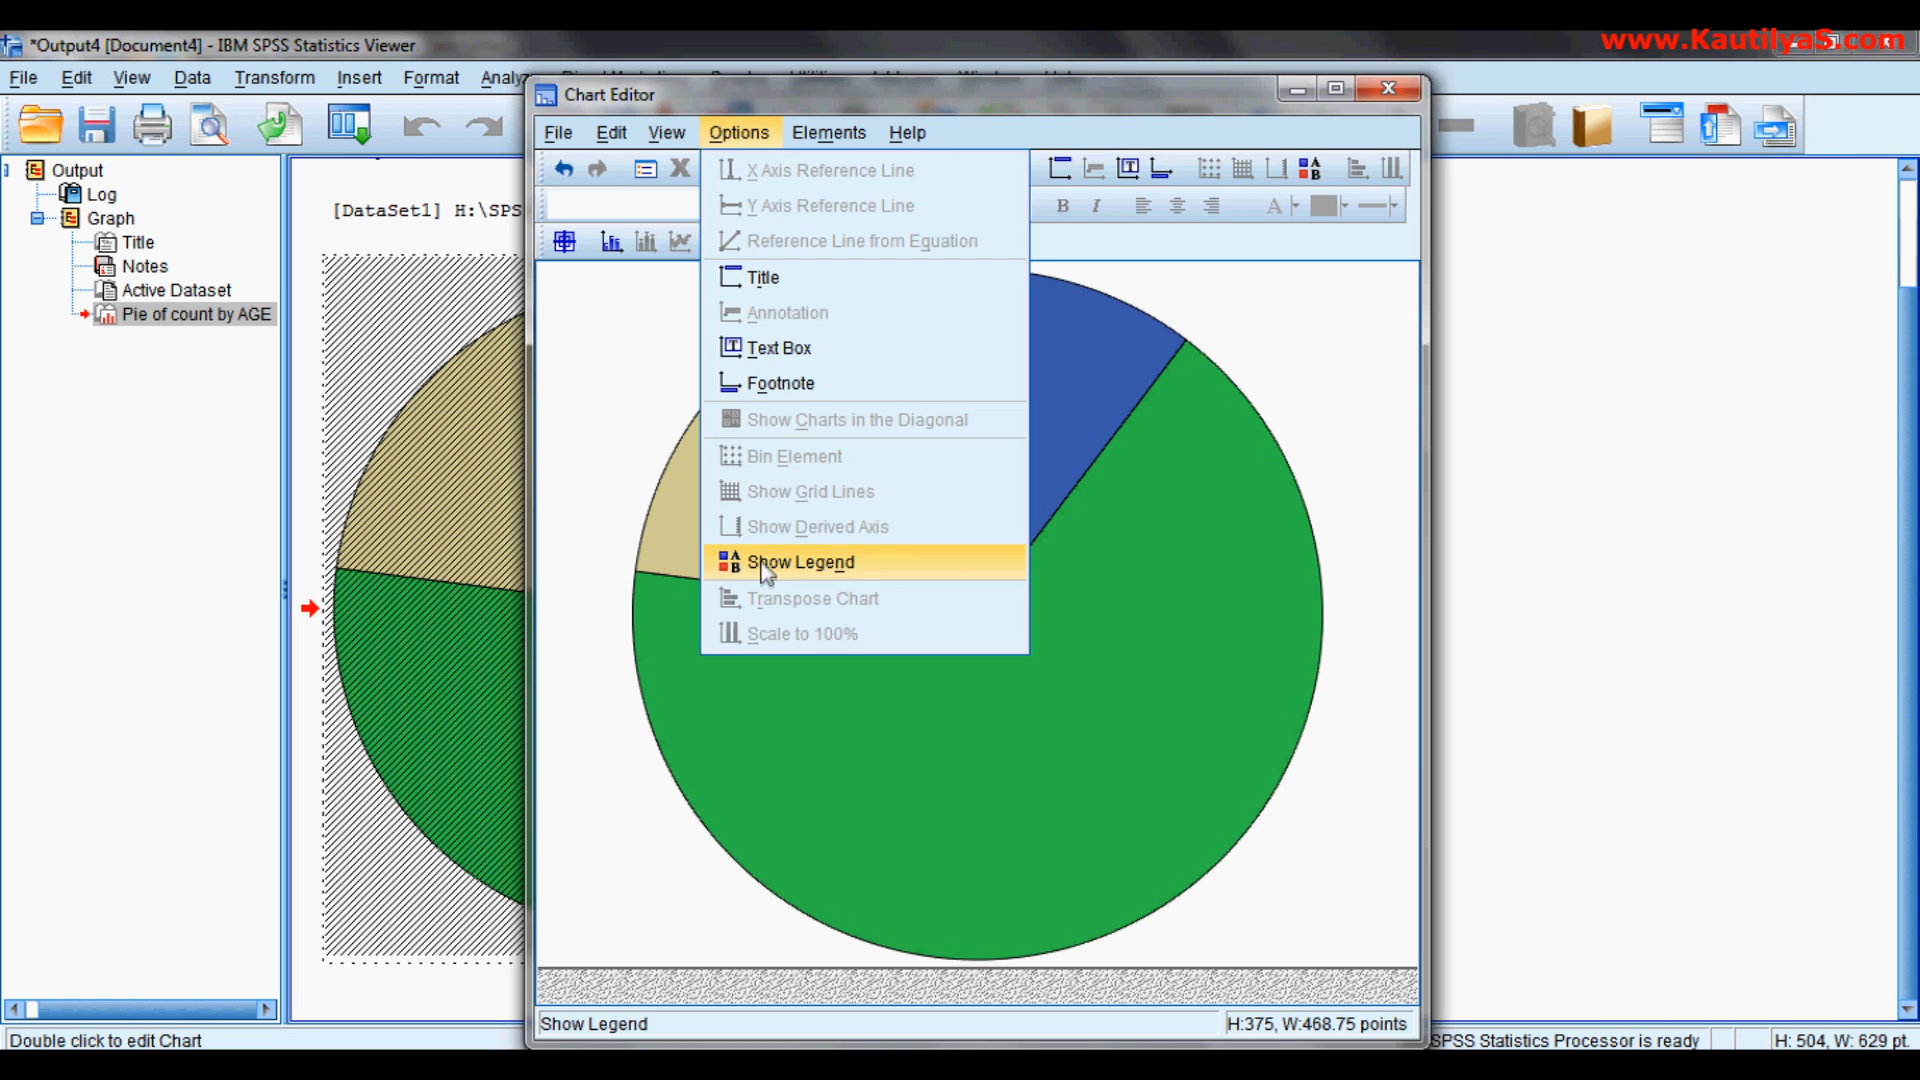 www.KautilyaS.com
*Output4 [Document4] - IBM SPSS Statistics Viewer
File Edit View Data Transform Insert Format Analyz
Output
Log
Graph
Title
Notes
Active Dataset
Pie of count by AGE
[DataSet1] H:\SPS
Chart Editor
File Edit View Options Elements Help
X Axis Reference Line
Y Axis Reference Line
Reference Line from Equation
Title
Annotation
Text Box
Footnote
Show Charts in the Diagonal
Bin Element
Show Grid Lines
Show Derived Axis
Show Legend
Transpose Chart
Scale to 100%
B I A
Show Legend
H:375, W:468.75 points
Double click to edit Chart
SPSS Statistics Processor is ready
H: 504, W: 629 pt.